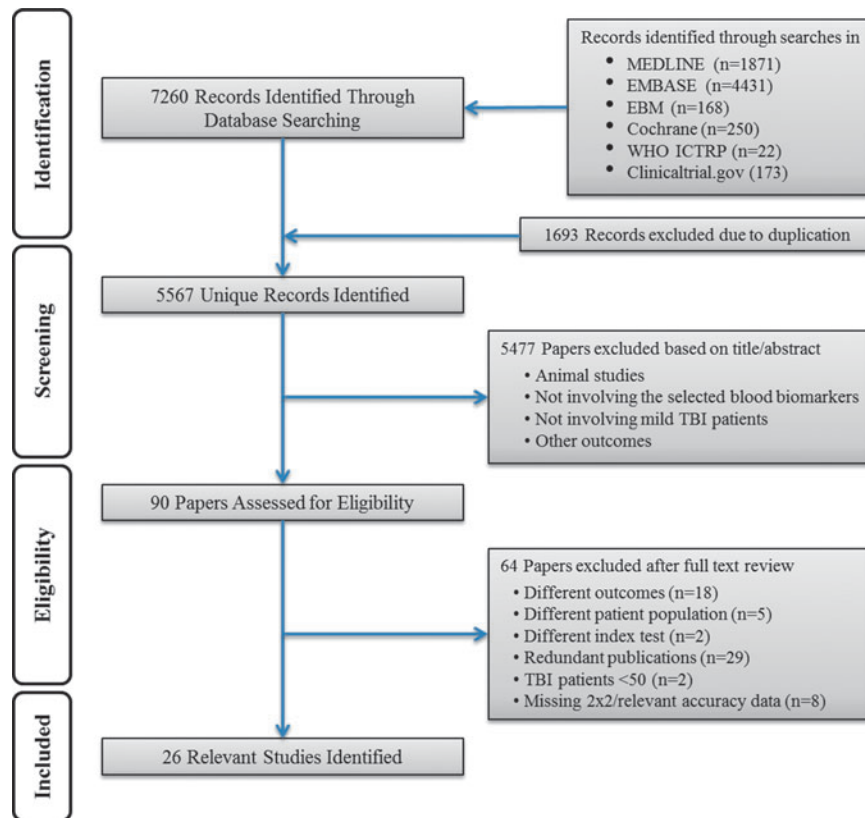 Identification
Records identified through searches in
• MEDLINE (n=1871)
• EMBASE (n=4431)
• EBM (n=168)
• Cochrane (n=250)
• WHO ICTRP (n=22)
• Clinicaltrial.gov (173)
7260 Records Identified Through
Database Searching
1693 Records excluded due to duplication
Screening
5567 Unique Records Identified
5477 Papers excluded based on title/abstract
• Animal studies
• Not involving the selected blood biomarkers
• Not involving mild TBI patients
• Other outcomes
Eligibility
90 Papers Assessed for Eligibility
64 Papers excluded after full text review
• Different outcomes (n=18)
• Different patient population (n=5)
• Different index test (n=2)
• Redundant publications (n=29)
• TBI patients <50 (n=2)
• Missing 2x2/relevant accuracy data (n=8)
Included
26 Relevant Studies Identified